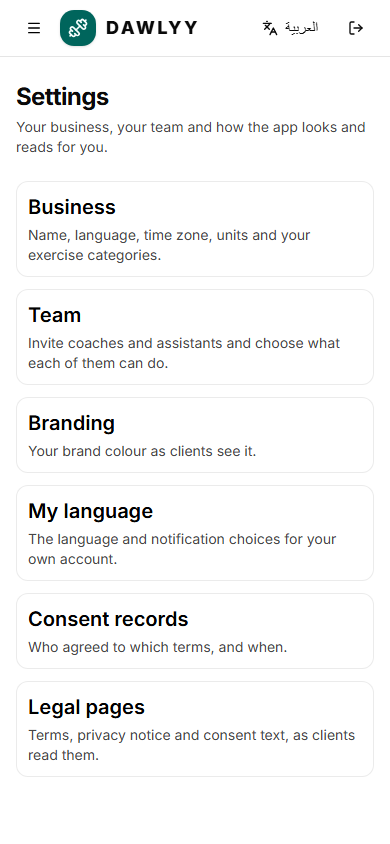 DAWLYY
العربية
Settings
Your business, your team and how the app looks and
reads for you.
Business
Name, language, time zone, units and your
exercise categories.
Team
Invite coaches and assistants and choose what
each of them can do.
Branding
Your brand colour as clients see it.
My language
The language and notification choices for your
own account.
Consent records
Who agreed to which terms, and when.
Legal pages
Terms, privacy notice and consent text, as clients
read them.